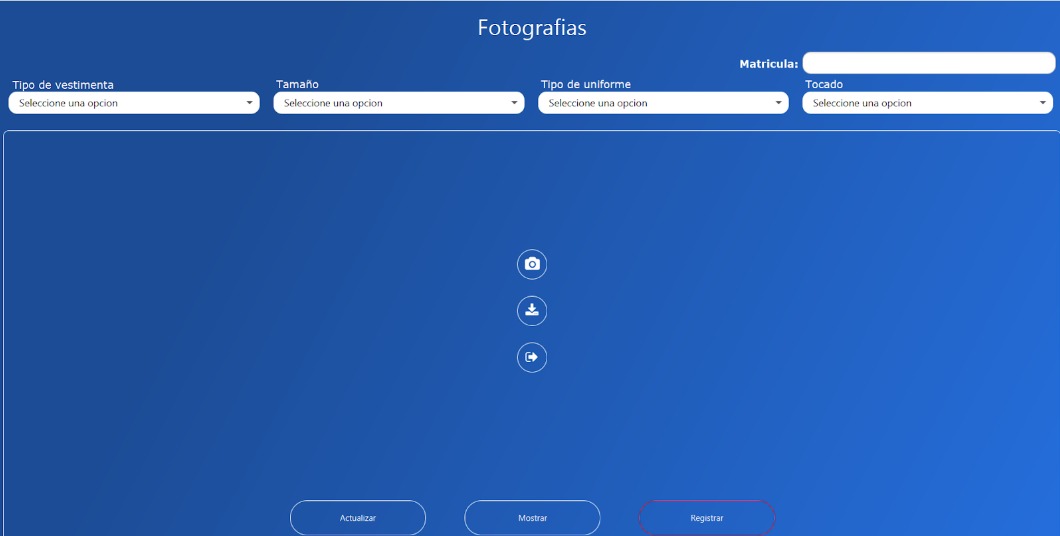 Fotografias
Matricula:
Tipo de vestimenta Tamaño Tipo de uniforme Tocado
Seleccione una opcion Seleccione una opcion Seleccione una opcion Seleccione una opcion
Actualizar Mostrar Registrar